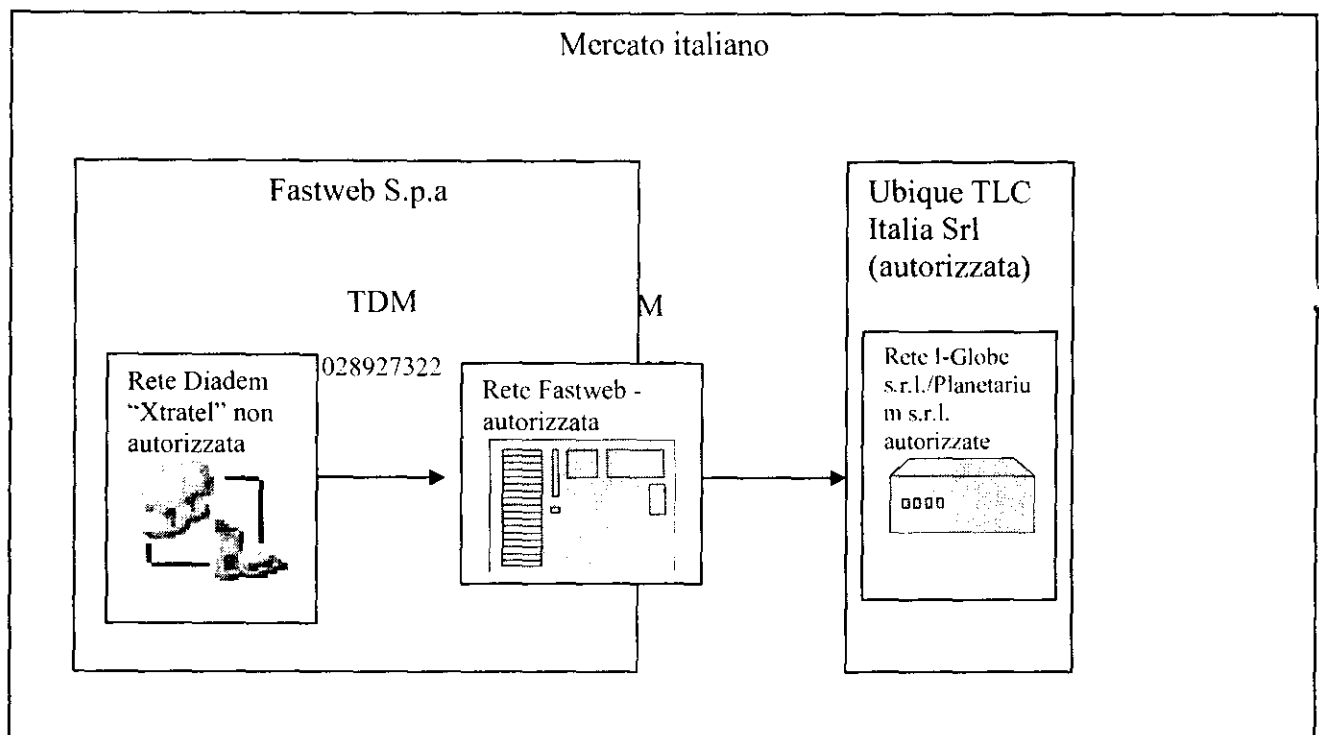 Mercato italiano
Fastweb S.p.a
Ubique TLC
Italia Srl
(autorizzata)
TDM
M
028927322
Rete Diadem
“Xtratel” non
autorizzata
Rete Fastweb -
autorizzata
Rete I-Globe
s.r.l./Planetariu
m s.r.l.
autorizzate